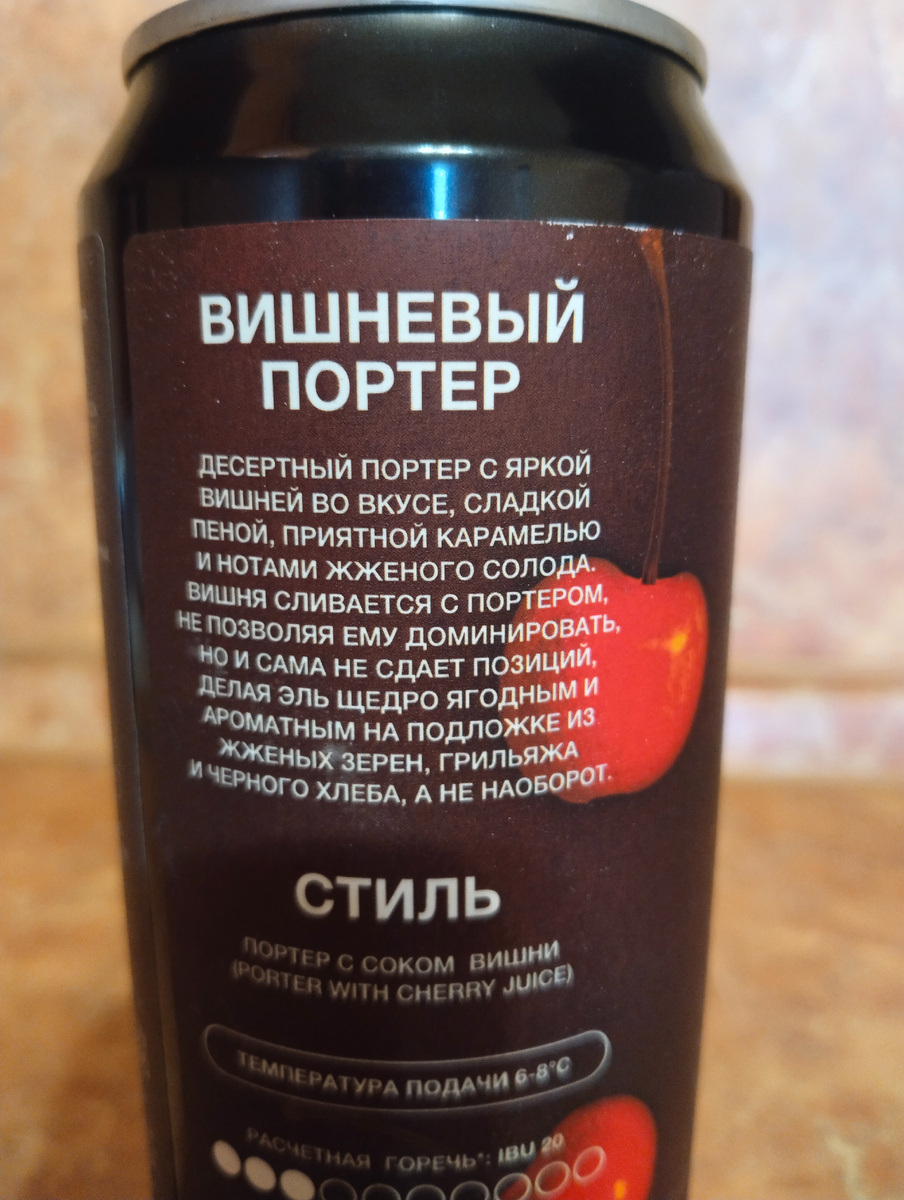 ВИШНЕВЫЙ
ПОРТЕР
ДЕСЕРТНЫЙ ПОРТЕР С ЯРКОЙ
ВИШНЕЙ ВО ВКУСЕ, СЛАДКОЙ
ПЕНОЙ, ПРИЯТНОЙ КАРАМЕЛЬЮ
И НОТАМИ ЖЖЕНОГО СОЛОДА.
ВИШНЯ СЛИВАЕТСЯ С ПОРТЕРОМ,
НЕ ПОЗВОЛЯЯ ЕМУ ДОМИНИРОВАТЬ,
НО И САМА НЕ СДАЕТ ПОЗИЦИЙ,
ДЕЛАЯ ЭЛЬ ЩЕДРО ЯГОДНЫМ И
АРОМАТНЫМ НА ПОДЛОЖКЕ ИЗ
ЖЖЕНЫХ ЗЕРЕН, ГРИЛЬЯЖА
И ЧЕРНОГО ХЛЕБА, А НЕ НАОБОРОТ.
СТИЛЬ
ПОРТЕР С СОКОМ ВИШНИ
(PORTER WITH CHERRY JUICE)
ТЕМПЕРАТУРА ПОДАЧИ 6-8°C
РАСЧЕТНАЯ ГОРЕЧЬ*: IBU 20